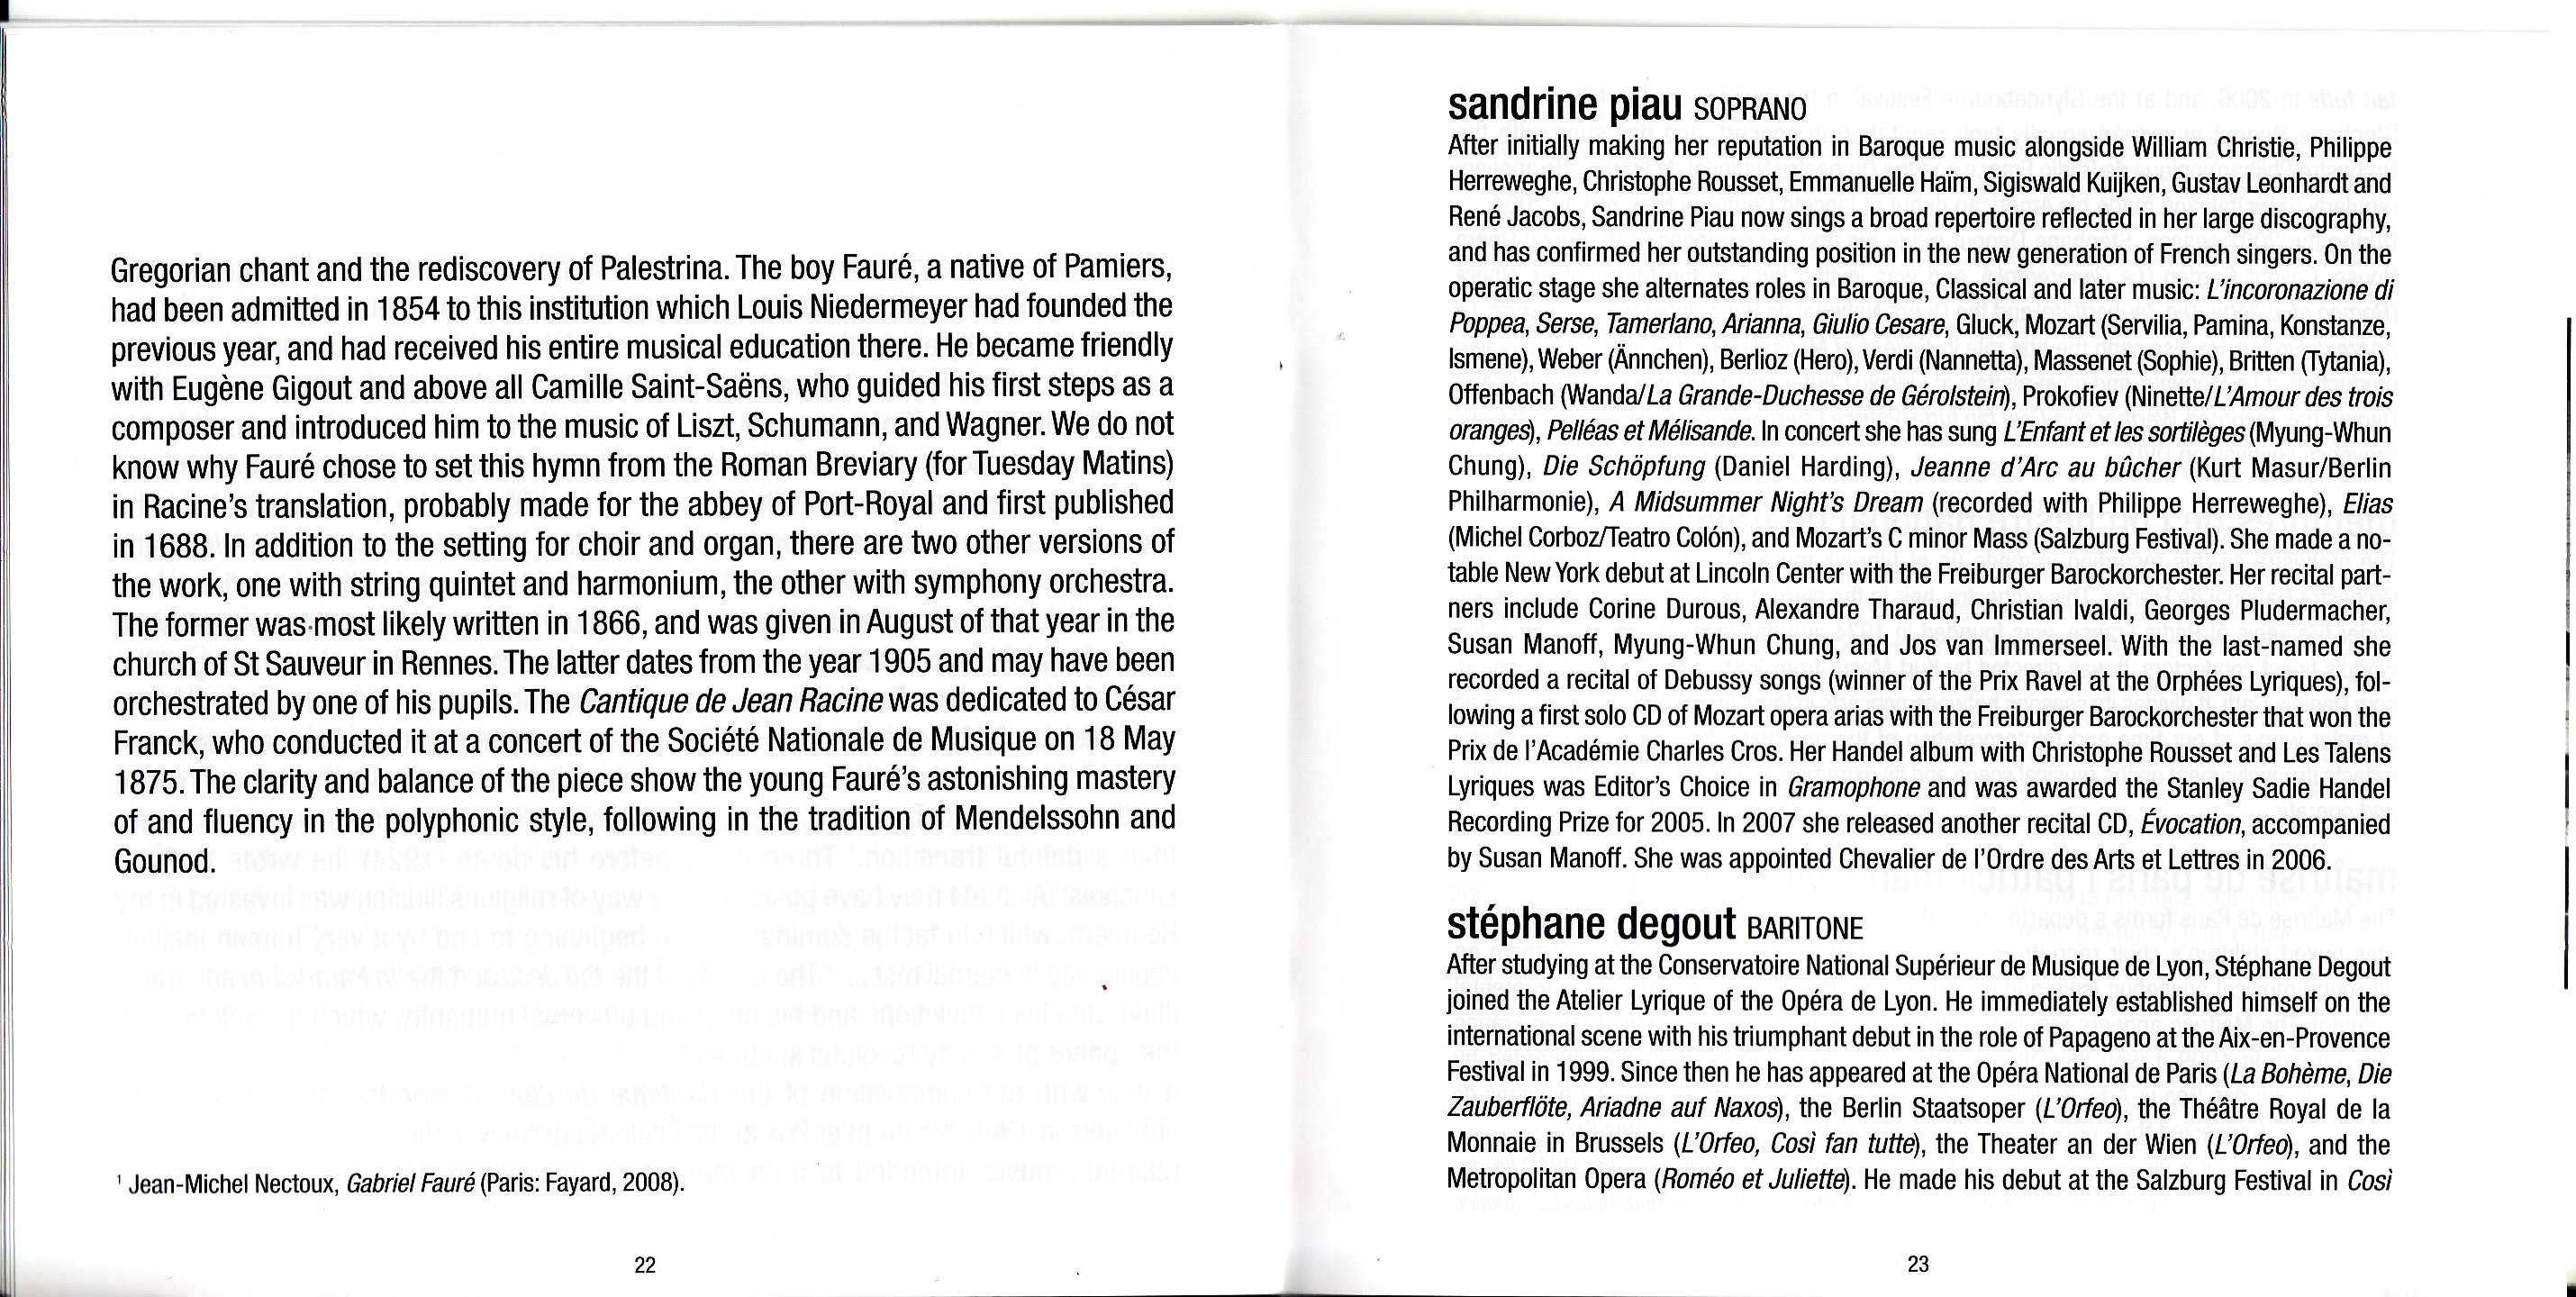 Gregorian chant and the rediscovery of Palestrina. The boy Fauré, a native of Pamiers,
had been admitted in 1854 to this institution which Louis Niedermeyer had founded the
previous year, and had received his entire musical education there. He became friendly
with Eugène Gigout and above all Camille Saint-Saëns, who guided his first steps as a
composer and introduced him to the music of Liszt, Schumann, and Wagner. We do not
know why Fauré chose to set this hymn from the Roman Breviary (for Tuesday Matins)
in Racine's translation, probably made for the abbey of Port-Royal and first published
in 1688. In addition to the setting for choir and organ, there are two other versions of
the work, one with string quintet and harmonium, the other with symphony orchestra.
The former was most likely written in 1866, and was given in August of that year in the
church of St Sauveur in Rennes. The latter dates from the year 1905 and may have been
orchestrated by one of his pupils. The Cantique de Jean Racine was dedicated to César
Franck, who conducted it at a concert of the Société Nationale de Musique on 18 May
1875. The clarity and balance of the piece show the young Fauré's astonishing mastery
of and fluency in the polyphonic style, following in the tradition of Mendelssohn and
Gounod.
¹ Jean-Michel Nectoux, Gabriel Fauré (Paris: Fayard, 2008).
22
sandrine piau SOPRANO
After initially making her reputation in Baroque music alongside William Christie, Philippe
Herreweghe, Christophe Rousset, Emmanuelle Haïm, Sigiswald Kuijken, Gustav Leonhardt and
René Jacobs, Sandrine Piau now sings a broad repertoire reflected in her large discography,
and has confirmed her outstanding position in the new generation of French singers. On the
operatic stage she alternates roles in Baroque, Classical and later music: L'incoronazione di
Poppea, Serse, Tamerlano, Arianna, Giulio Cesare, Gluck, Mozart (Servilia, Pamina, Konstanze,
Ismene), Weber (Ännchen), Berlioz (Hero), Verdi (Nannetta), Massenet (Sophie), Britten (Tytania),
Offenbach (Wanda/La Grande-Duchesse de Gérolstein), Prokofiev (Ninette/L'Amour des trois
oranges), Pelléas et Mélisande. In concert she has sung L'Enfant et les sortilèges (Myung-Whun
Chung), Die Schöpfung (Daniel Harding), Jeanne d'Arc au bûcher (Kurt Masur/Berlin
Philharmonie), A Midsummer Night's Dream (recorded with Philippe Herreweghe), Elias
(Michel Corboz/Teatro Colón), and Mozart's C minor Mass (Salzburg Festival). She made a no-
table New York debut at Lincoln Center with the Freiburger Barockorchester. Her recital part-
ners include Corine Durous, Alexandre Tharaud, Christian Ivaldi, Georges Pludermacher,
Susan Manoff, Myung-Whun Chung, and Jos van Immerseel. With the last-named she
recorded a recital of Debussy songs (winner of the Prix Ravel at the Orphées Lyriques), fol-
lowing a first solo CD of Mozart opera arias with the Freiburger Barockorchester that won the
Prix de l'Académie Charles Cros. Her Handel album with Christophe Rousset and Les Talens
Lyriques was Editor's Choice in Gramophone and was awarded the Stanley Sadie Handel
Recording Prize for 2005. In 2007 she released another recital CD, Évocation, accompanied
by Susan Manoff. She was appointed Chevalier de l'Ordre des Arts et Lettres in 2006.
stéphane degout BARITONE
After studying at the Conservatoire National Supérieur de Musique de Lyon, Stéphane Degout
joined the Atelier Lyrique of the Opéra de Lyon. He immediately established himself on the
international scene with his triumphant debut in the role of Papageno at the Aix-en-Provence
Festival in 1999. Since then he has appeared at the Opéra National de Paris (La Bohème, Die
Zauberflöte, Ariadne auf Naxos), the Berlin Staatsoper (L'Orfeo), the Théâtre Royal de la
Monnaie in Brussels (L'Orfeo, Così fan tutte), the Theater an der Wien (L'Orfeo), and the
Metropolitan Opera (Roméo et Juliette). He made his debut at the Salzburg Festival in Così
23